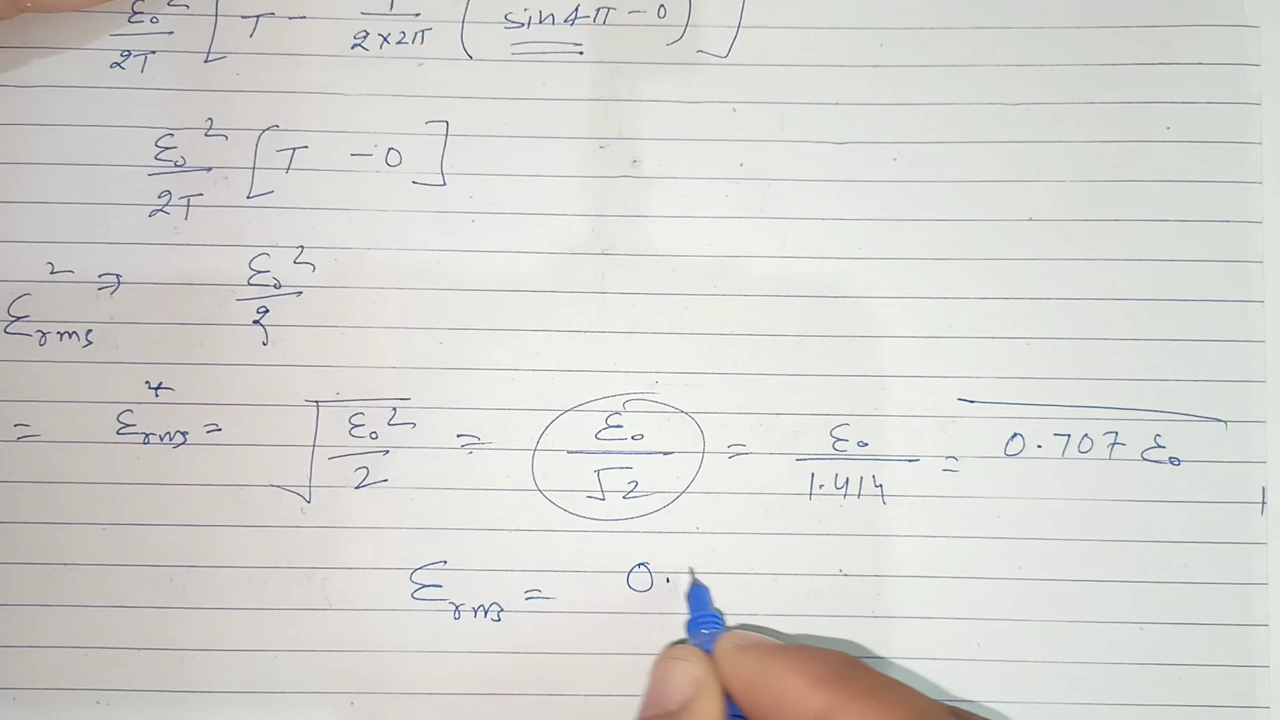 ε₀²/2T [T - 1/2×2π (sin4π - 0)]
ε₀²/2T [T - 0]
ε²rms ⇒ ε₀²/2
= εrms = √ε₀²/2 = ε₀/√2 = ε₀/1.414 = 0.707 ε₀
εrms = 0.